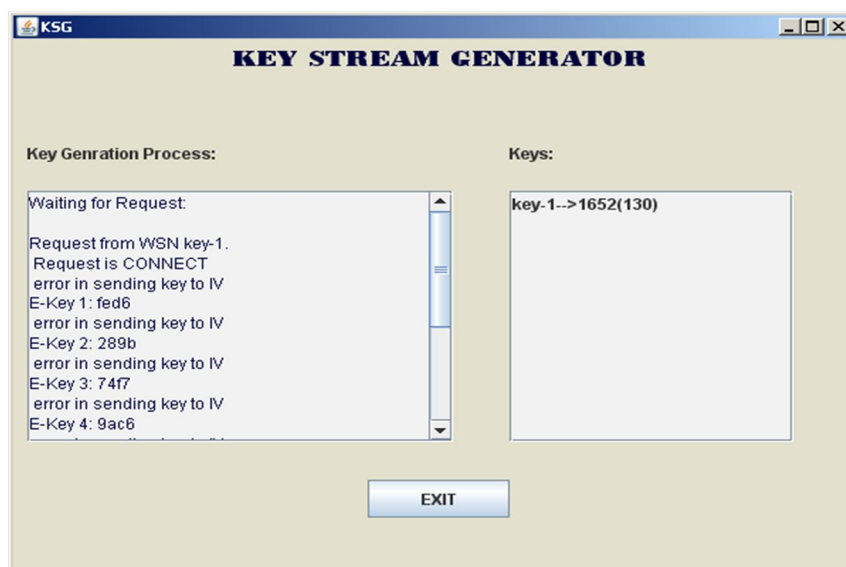 KSG
KEY STREAM GENERATOR
Key Genration Process:
Keys:
Waiting for Request:
Request from WSN key-1.
Request is CONNECT
error in sending key to IV
E-Key 1: fed6
error in sending key to IV
E-Key 2: 289b
error in sending key to IV
E-Key 3: 74f7
error in sending key to IV
E-Key 4: 9ac6
key-1-->1652(130)
EXIT